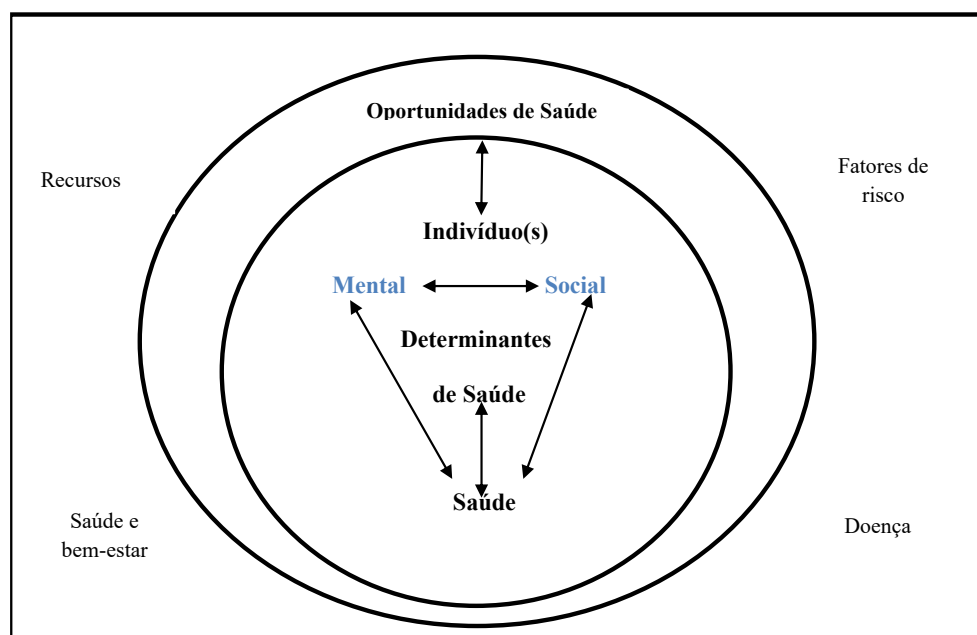 Oportunidades de Saúde
Recursos
Fatores de
risco
Indivíduo(s)
Mental
Social
Determinantes
de Saúde
Saúde
Saúde e
bem-estar
Doença